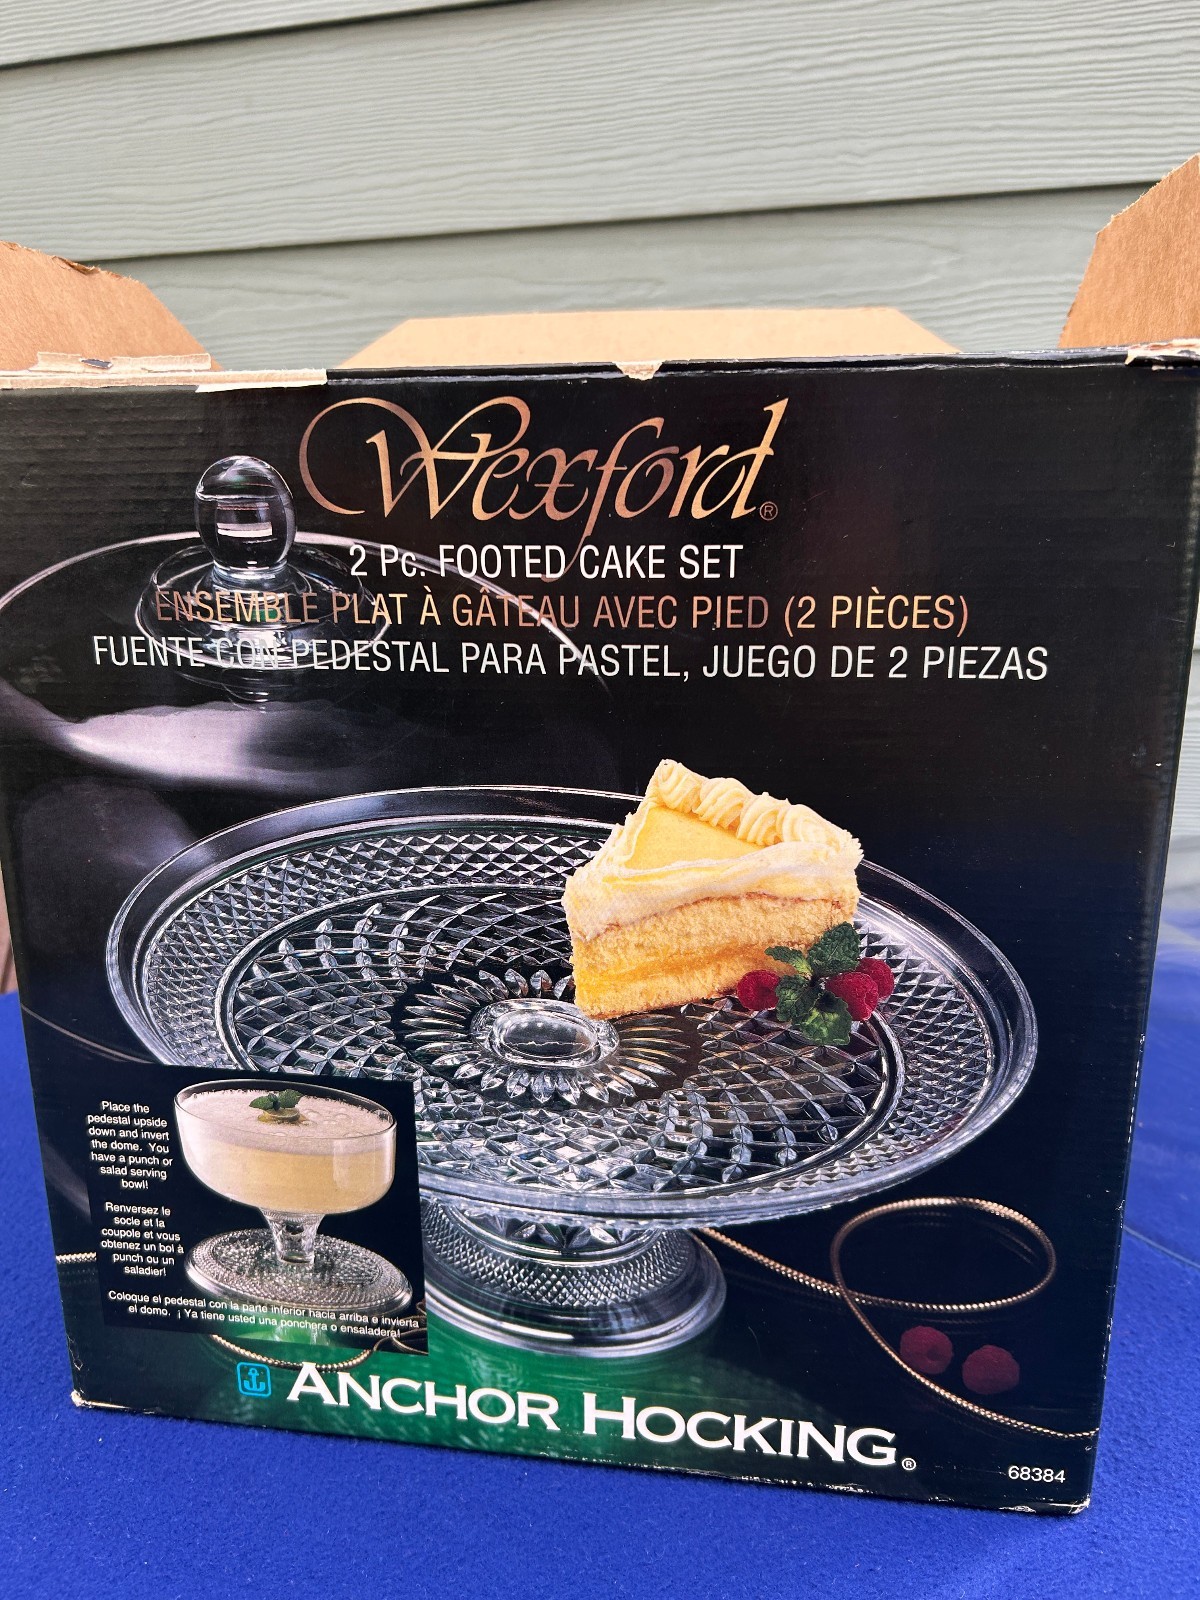 Wexford®
2 Pc. FOOTED CAKE SET
ENSEMBLE PLAT À GÂTEAU AVEC PIED (2 PIÈCES)
FUENTE CON PEDESTAL PARA PASTEL, JUEGO DE 2 PIEZAS
Place the
pedestal upside
down and invert
the dome. You
have a punch or
salad serving
bowl!
Renversez le
socle et la
coupole et vous
obtenez un bol à
punch ou un
saladier!
Coloque el pedestal con la parte inferior hacia arriba e invierta
el domo. ¡Ya tiene usted una ponchera o ensaladera!
ANCHOR HOCKING®
68384